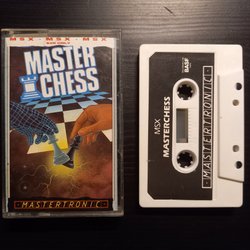 MSX • MSX • MSX
MASTER
CHESS
MASTERTRONIC
MSX
MASTERCHESS
BASF
MASTERTRONIC